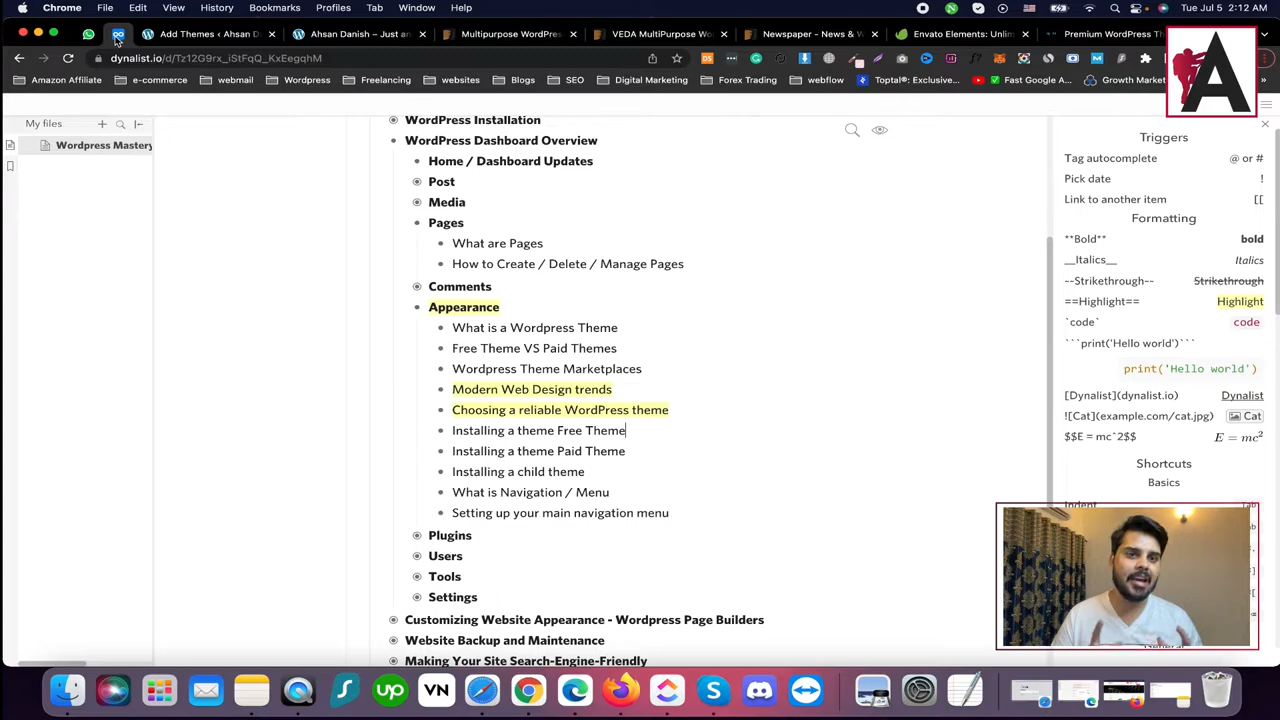 Chrome File Edit View History Bookmarks Profiles Tab Window Help
Tue Jul 5 2:12 AM
Add Themes ‹ Ahsan D
Ahsan Danish – Just an
Multipurpose WordPres
VEDA MultiPurpose Wo
Newspaper - News & W
Envato Elements: Unlim
Premium WordPress Th
dynalist.io/d/Tz12G9rx_iStFqQ_KxEegqhM
Amazon Affiliate e-commerce webmail Wordpress Freelancing websites Blogs SEO Digital Marketing Forex Trading webflow Toptal®: Exclusive... Fast Google A... Growth Market
A
My files
Wordpress Mastery
WordPress Installation
WordPress Dashboard Overview
Home / Dashboard Updates
Post
Media
Pages
What are Pages
How to Create / Delete / Manage Pages
Comments
Appearance
What is a Wordpress Theme
Free Theme VS Paid Themes
Wordpress Theme Marketplaces
Modern Web Design trends
Choosing a reliable WordPress theme
Installing a theme Free Theme
Installing a theme Paid Theme
Installing a child theme
What is Navigation / Menu
Setting up your main navigation menu
Plugins
Users
Tools
Settings
Customizing Website Appearance - Wordpress Page Builders
Website Backup and Maintenance
Making Your Site Search-Engine-Friendly
Triggers
Tag autocomplete @ or #
Pick date !
Link to another item [[
Formatting
**Bold** bold
__Italics__ Italics
~~Strikethrough~~ Strikethrough
==Highlight== Highlight
`code` code
```print('Hello world')```
print('Hello world')
[Dynalist](dynalist.io) Dynalist
![Cat](example.com/cat.jpg) Cat
$$E = mc^2$$ E = mc²
Shortcuts
Basics
Indent Tab
General
up
VN